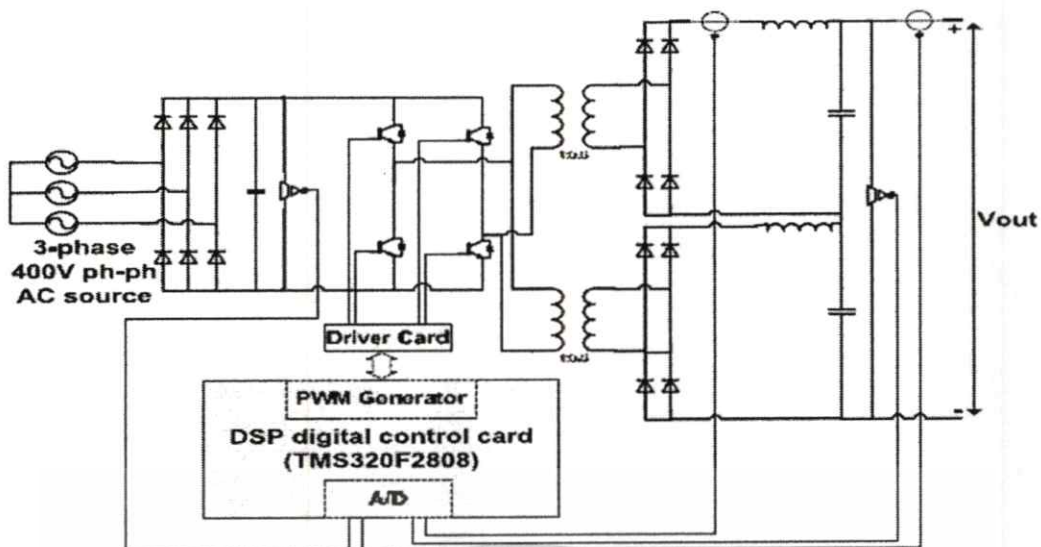 +
3-phase
400V ph-ph
AC source
Vout
-
Driver Card
PWM Generator
DSP digital control card
(TMS320F2808)
A/D